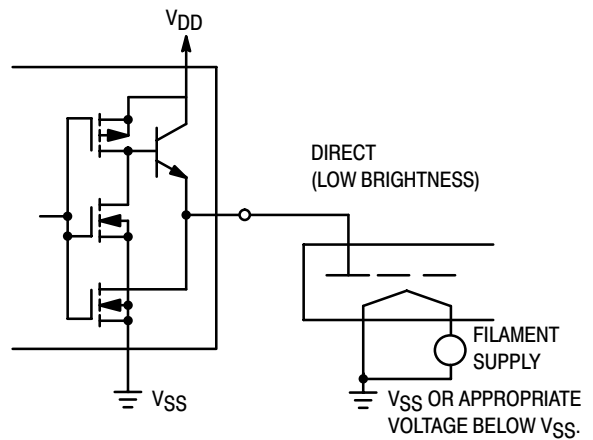 VDD
DIRECT
(LOW BRIGHTNESS)
FILAMENT
SUPPLY
VSS
VSS OR APPROPRIATE
VOLTAGE BELOW VSS.